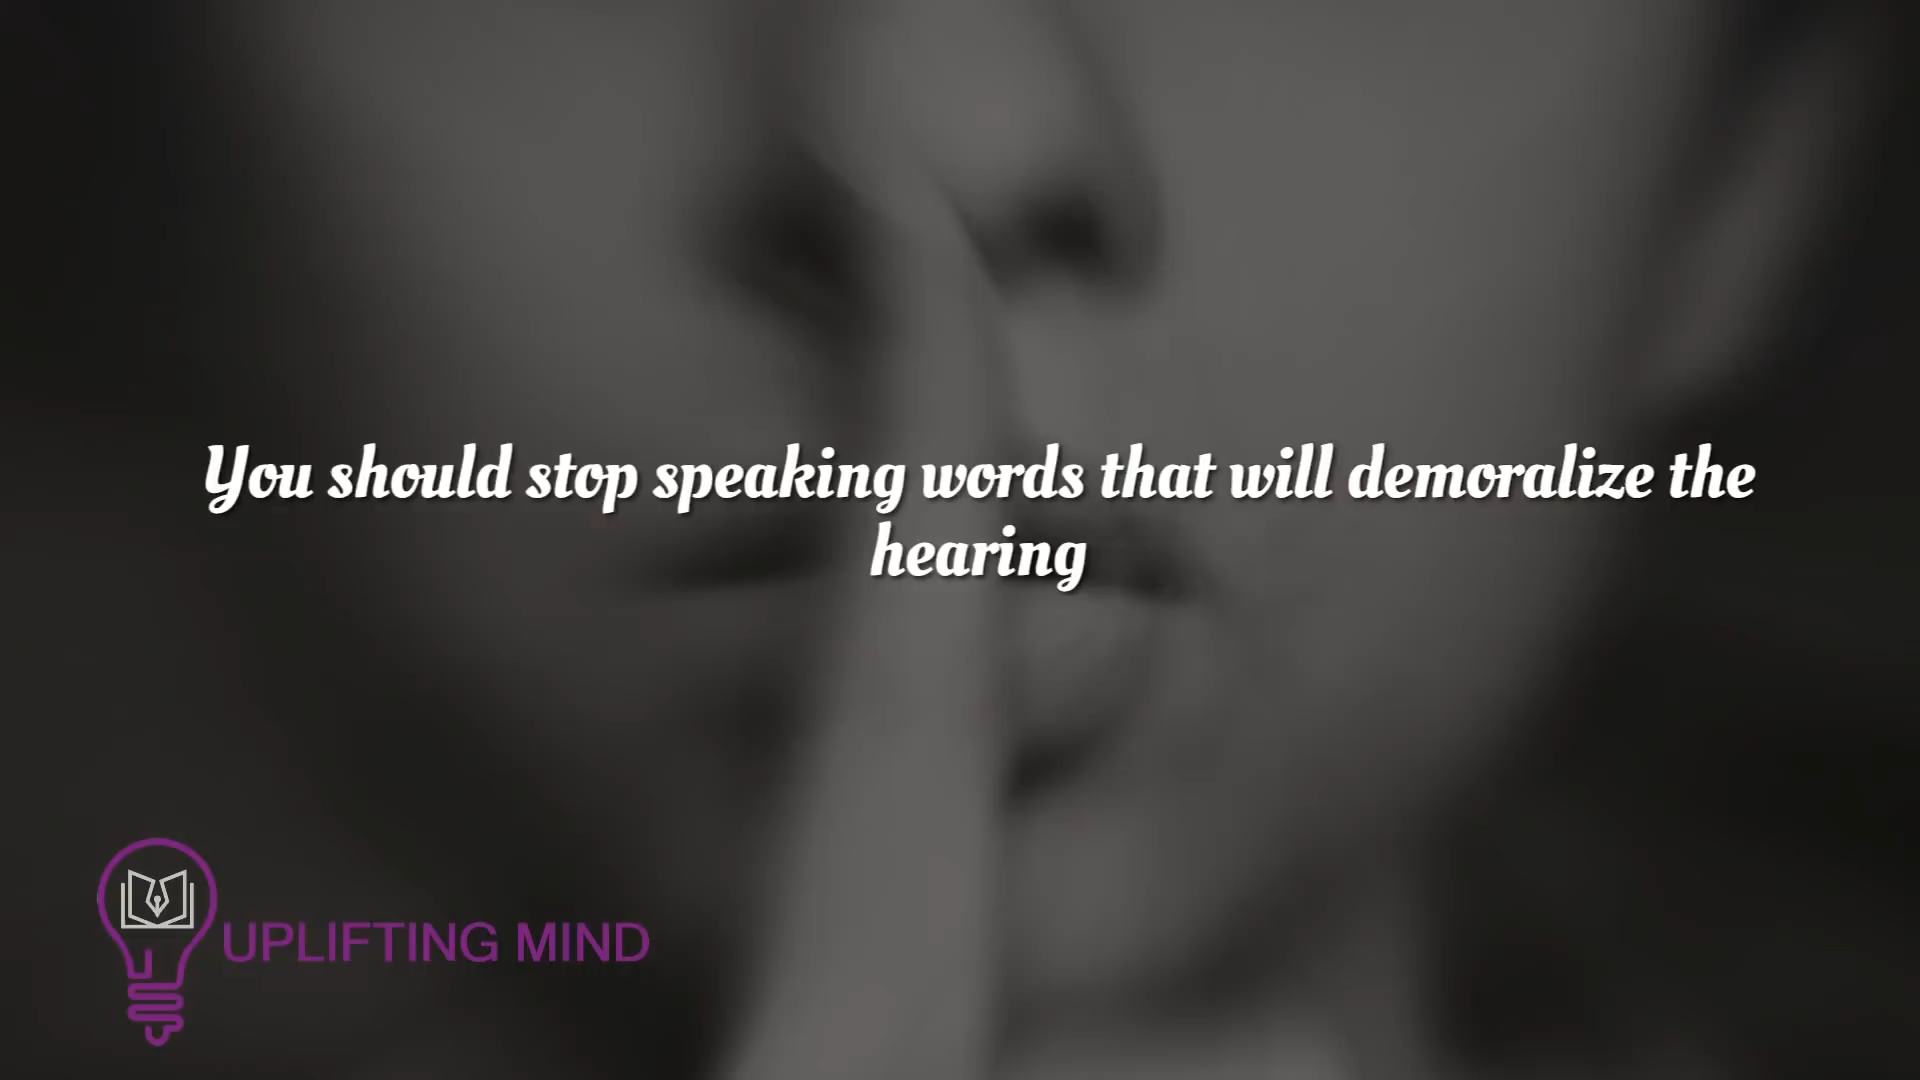 You should stop speaking words that will demoralize the
hearing
UPLIFTING MIND